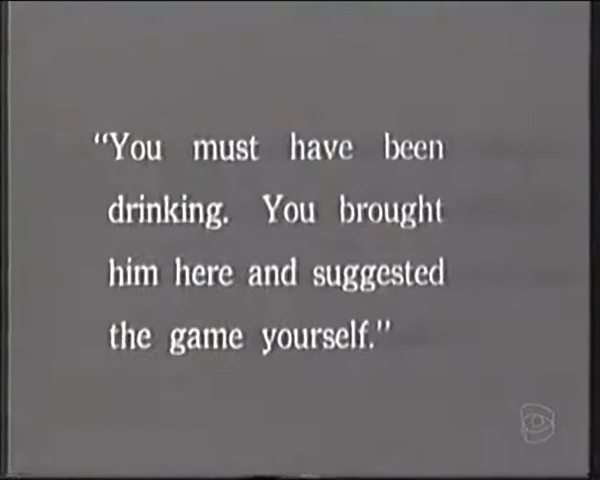 “You must have been
drinking. You brought
him here and suggested
the game yourself.”